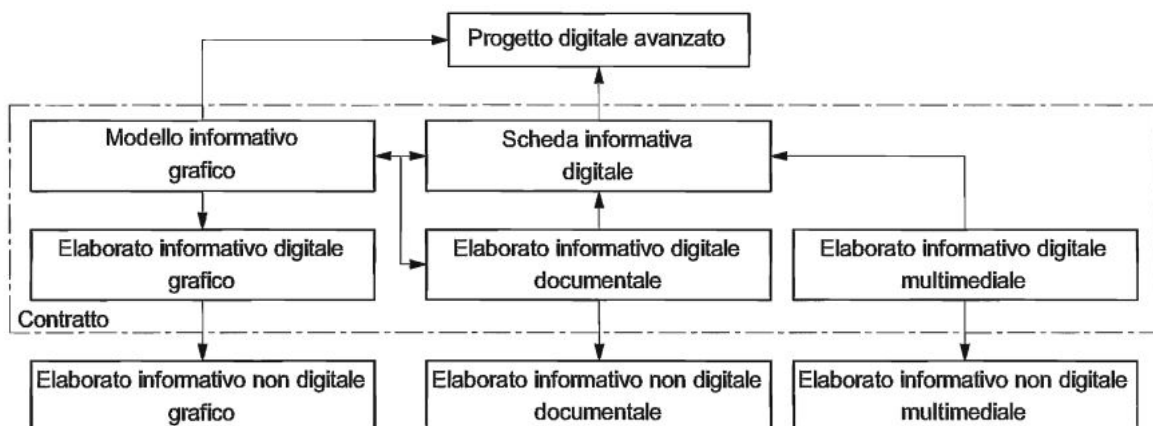 Progetto digitale avanzato
Modello informativo
grafico
Scheda informativa
digitale
Elaborato informativo digitale
grafico
Elaborato informativo digitale
documentale
Elaborato informativo digitale
multimediale
Contratto
Elaborato informativo non digitale
grafico
Elaborato informativo non digitale
documentale
Elaborato informativo non digitale
multimediale